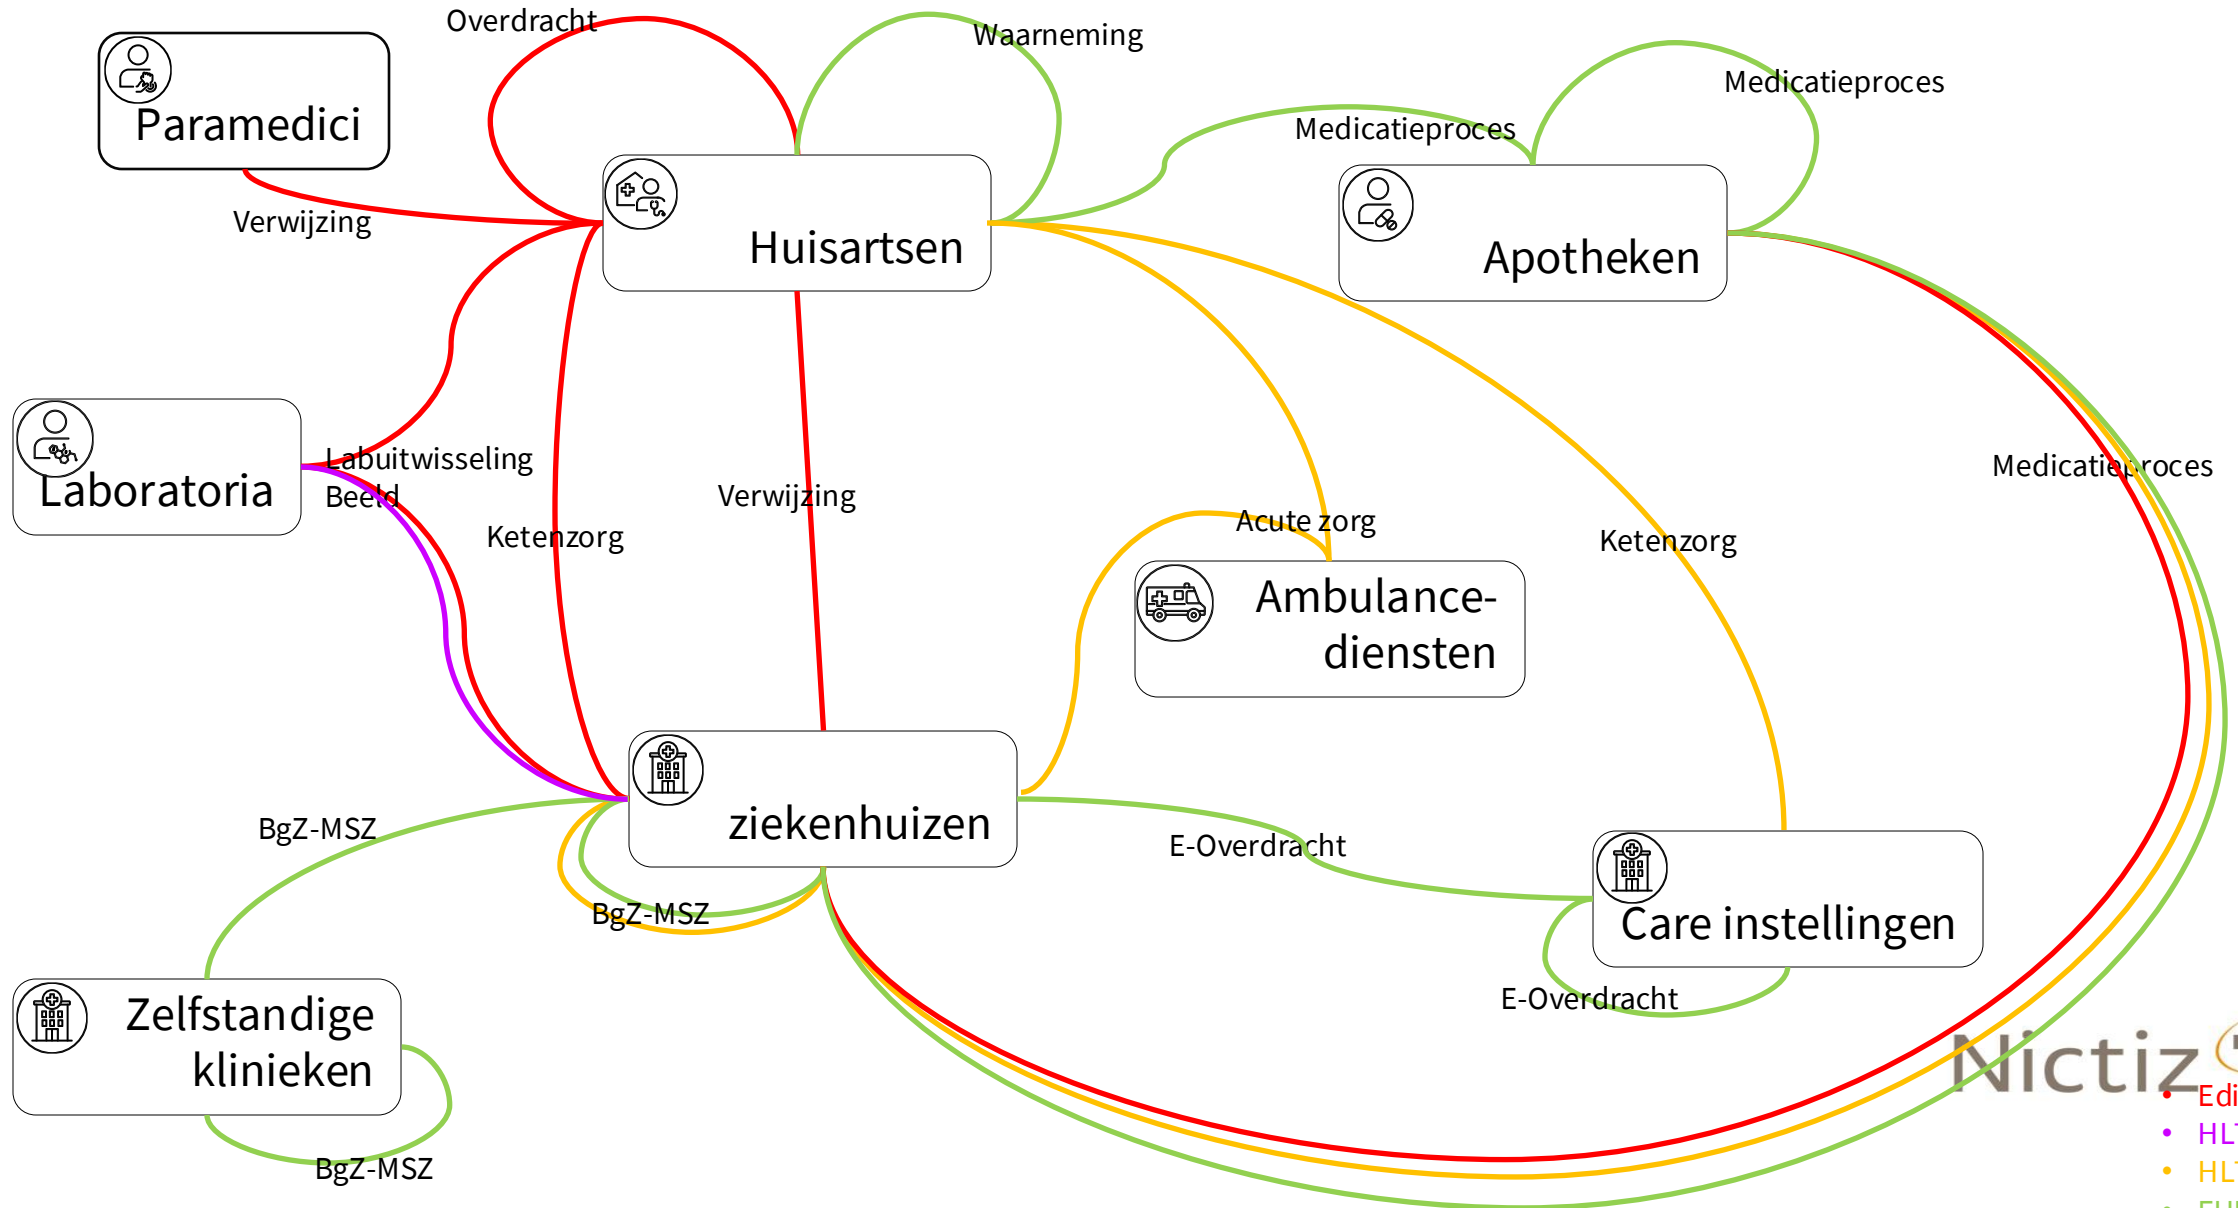 Overdracht
Waarneming
Medicatieproces
Medicatieproces
Paramedici
Verwijzing
Huisartsen
Apotheken
Labuitwisseling
Beeld
Laboratoria
Ketenzorg
Verwijzing
Acute zorg
Ketenzorg
Medicatieproces
Ambulance-
diensten
ziekenhuizen
BgZ-MSZ
BgZ-MSZ
E-Overdracht
Care instellingen
E-Overdracht
Zelfstandige
klinieken
BgZ-MSZ
Nictiz
• Edi